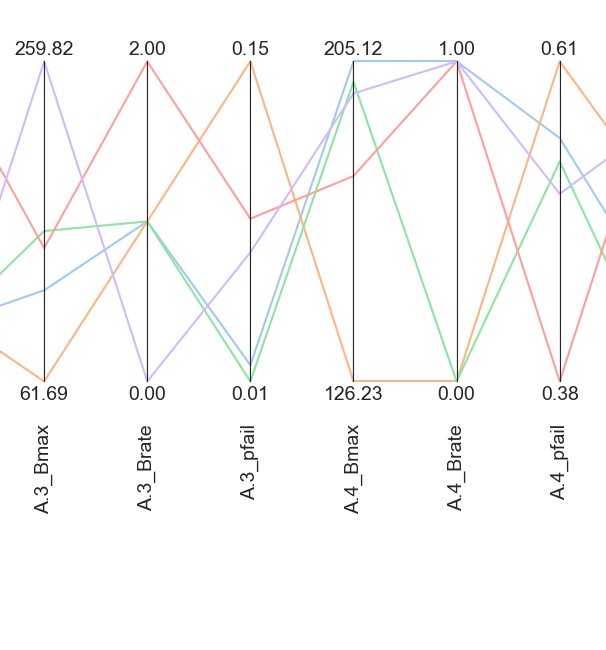 259.82 2.00 0.15 205.12 1.00 0.61
61.69 0.00 0.01 126.23 0.00 0.38
A.3_Bmax
A.3_Brate
A.3_pfail
A.4_Bmax
A.4_Brate
A.4_pfail